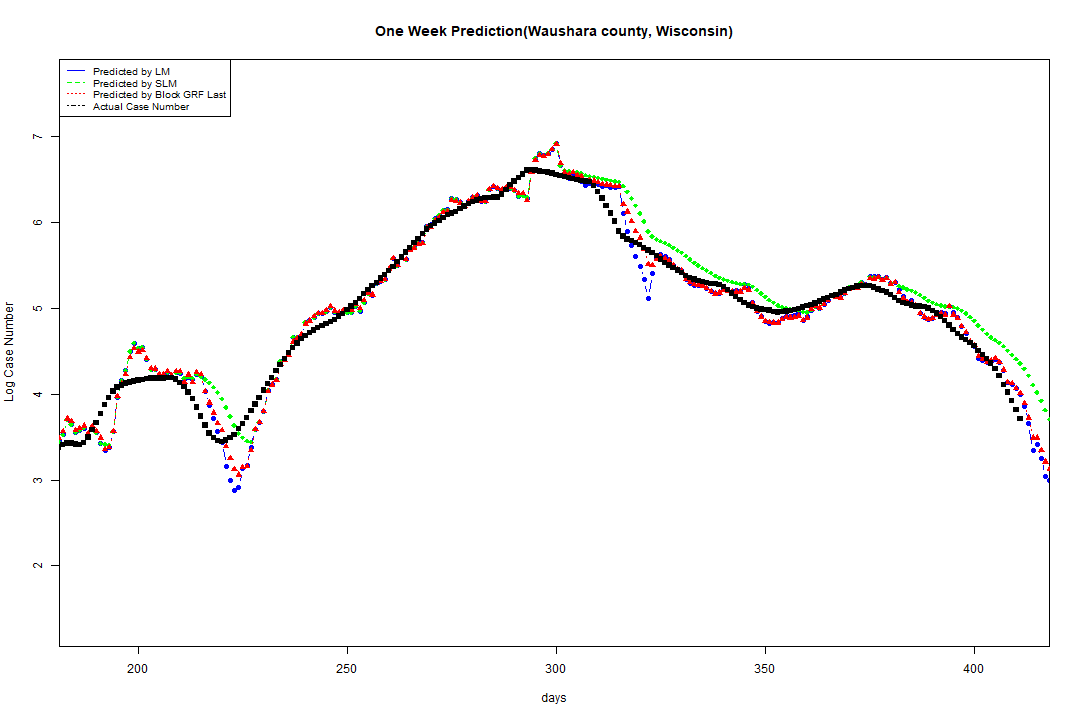 One Week Prediction(Waushara county, Wisconsin)
Predicted by LM
Predicted by SLM
Predicted by Block GRF Last
Actual Case Number
7
6
5
4
3
2
Log Case Number
200 250 300 350 400
days